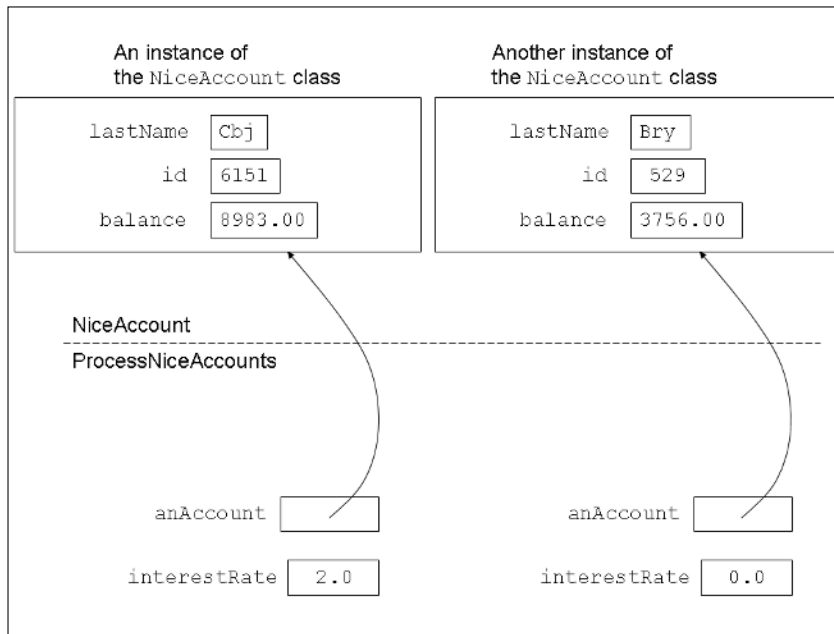 An instance of
the NiceAccount class
lastName Cbj
id 6151
balance 8983.00
Another instance of
the NiceAccount class
lastName Bry
id 529
balance 3756.00
NiceAccount
ProcessNiceAccounts
anAccount
interestRate 2.0
anAccount
interestRate 0.0